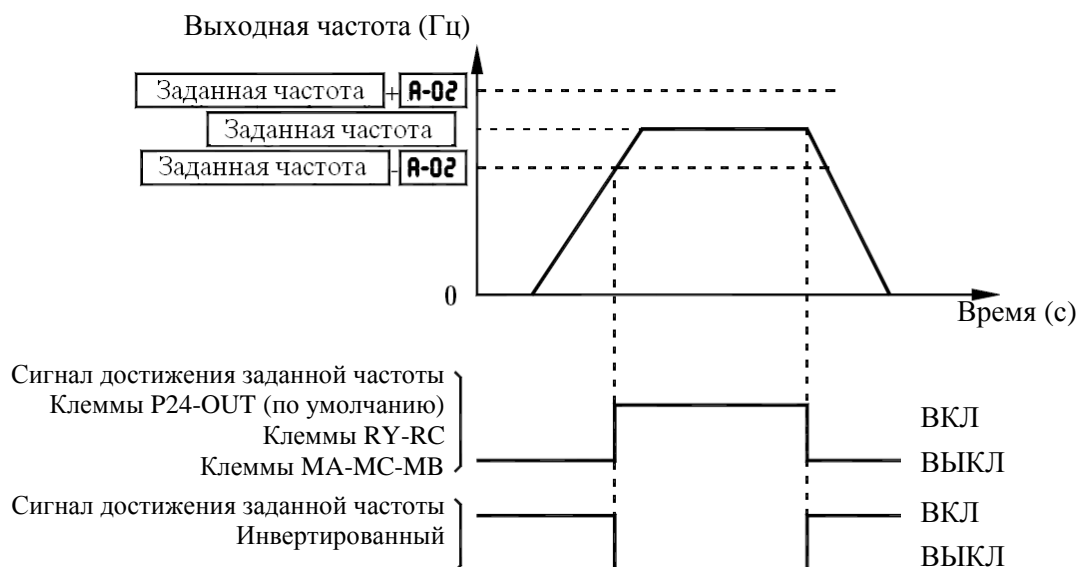 Выходная частота (Гц)
Заданная частота + A-02
Заданная частота
Заданная частота - A-02
0
Время (с)
Сигнал достижения заданной частоты
Клеммы P24-OUT (по умолчанию)
Клеммы RY-RC
Клеммы MA-MC-MB
ВКЛ
ВЫКЛ
Сигнал достижения заданной частоты
Инвертированный
ВКЛ
ВЫКЛ